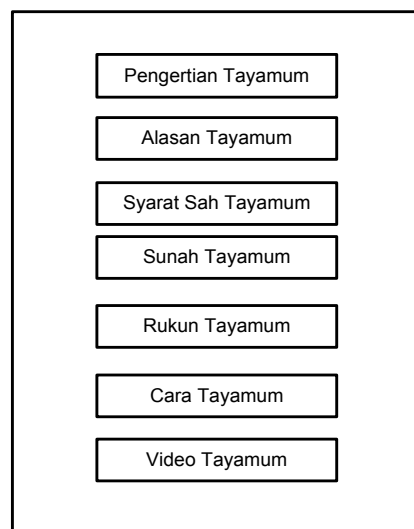 Pengertian Tayamum
Alasan Tayamum
Syarat Sah Tayamum
Sunah Tayamum
Rukun Tayamum
Cara Tayamum
Video Tayamum